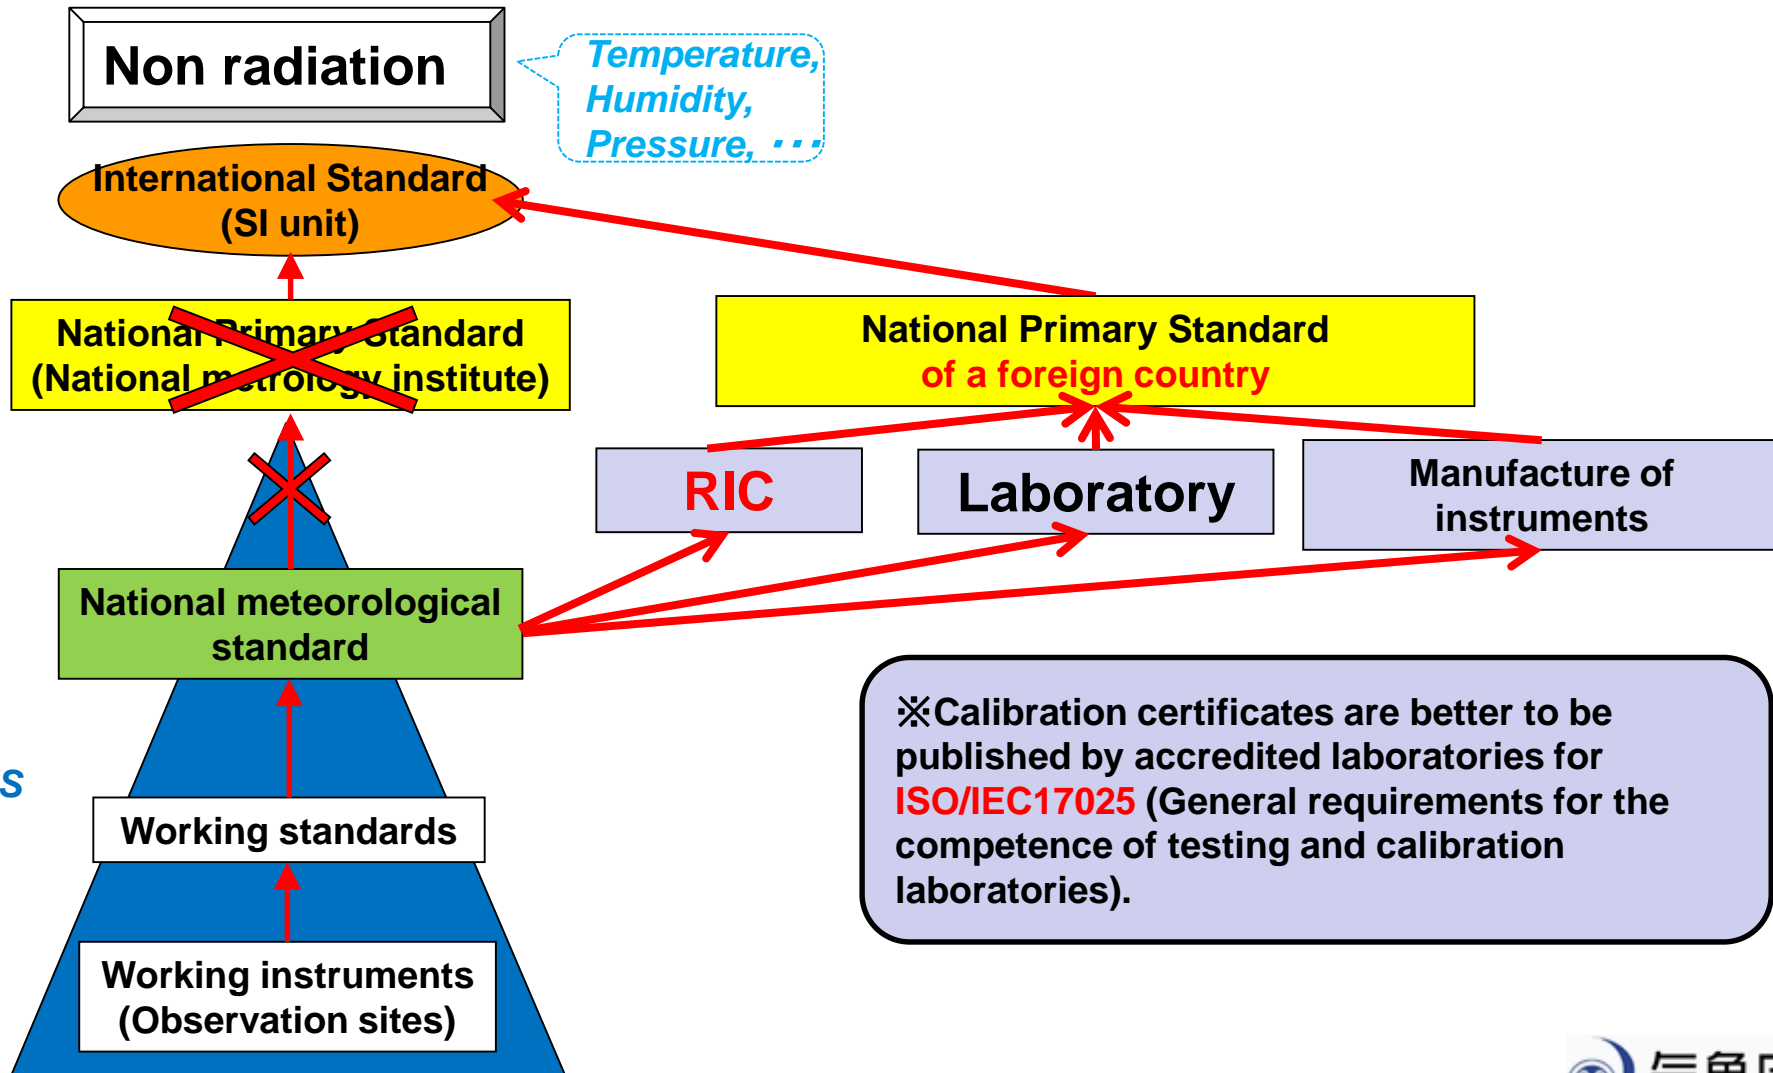 Non radiation
Temperature,
Humidity,
Pressure, ・・・
International Standard
(SI unit)
National Primary Standard
(National metrology institute)
National Primary Standard
of a foreign country
RIC
Laboratory
Manufacture of
instruments
National meteorological
standard
※Calibration certificates are better to be
published by accredited laboratories for
ISO/IEC17025 (General requirements for the
competence of testing and calibration
laboratories).
S
Working standards
Working instruments
(Observation sites)